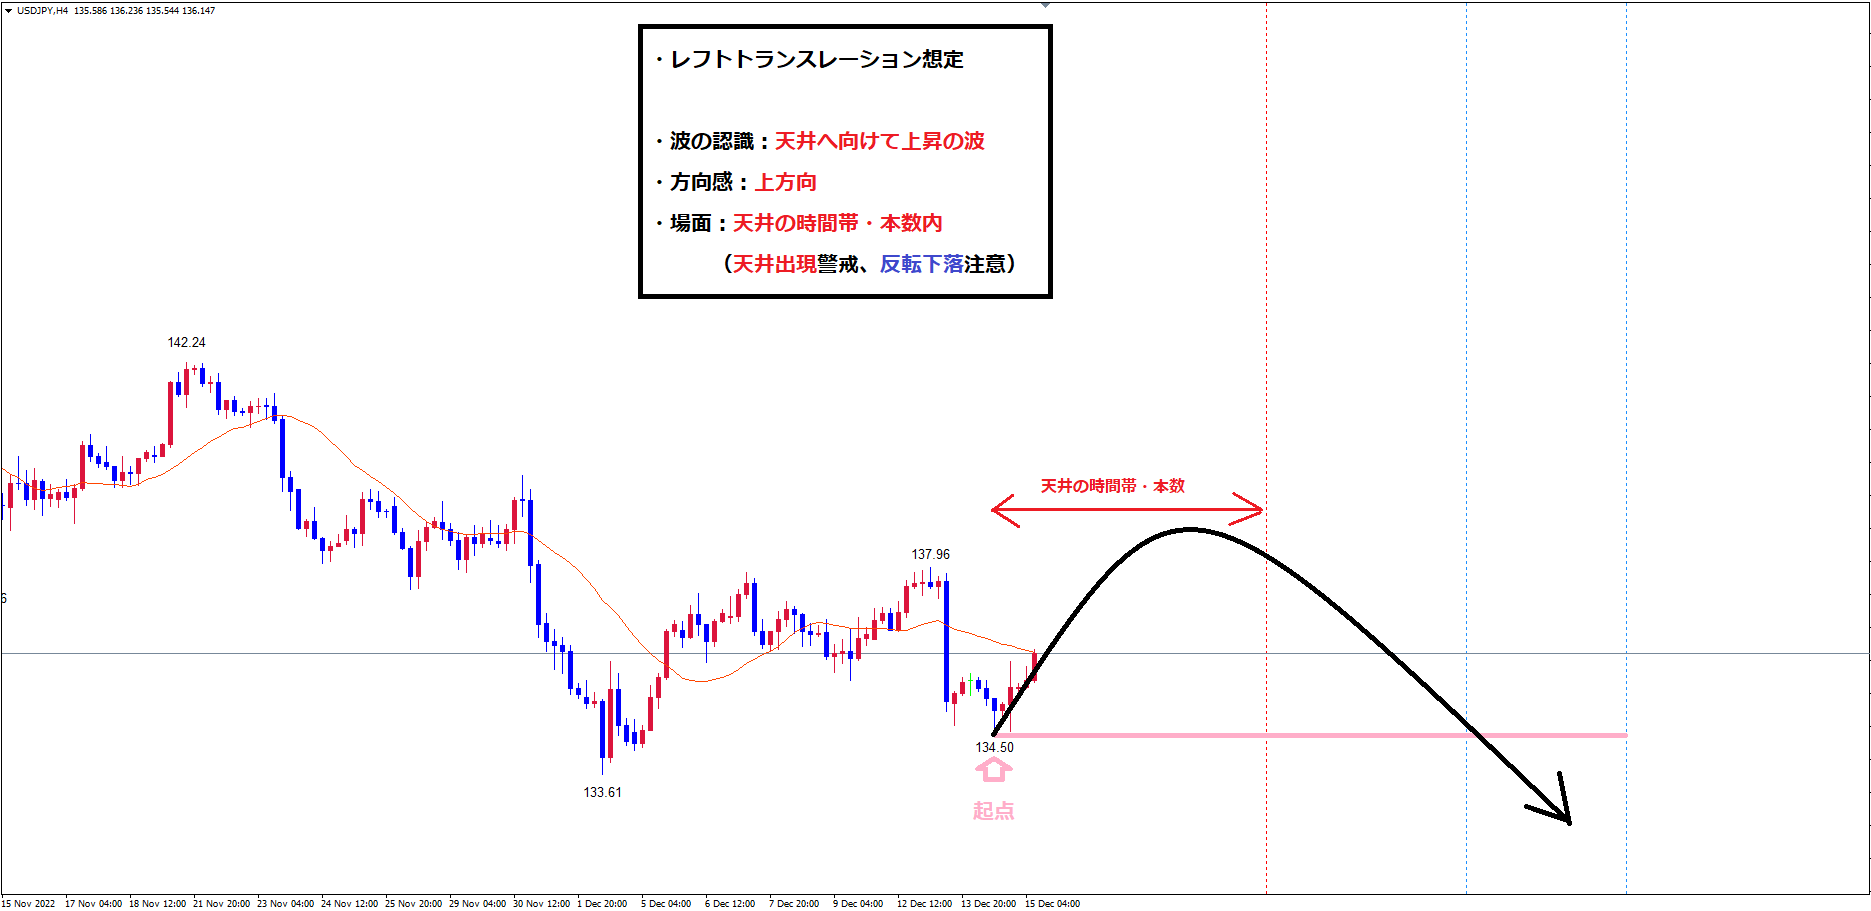 USDJPY,H4 135.586 136.236 135.544 136.147
・レフトトランスレーション想定
・波の認識：天井へ向けて上昇の波
・方向感：上方向
・場面：天井の時間帯・本数内
（天井出現警戒、反転下落注意）
142.24
天井の時間帯・本数
137.96
6
134.50
133.61
起点
15 Nov 2022 17 Nov 04:00 18 Nov 12:00 21 Nov 20:00 23 Nov 04:00 24 Nov 12:00 25 Nov 20:00 29 Nov 04:00 30 Nov 12:00 1 Dec 20:00 5 Dec 04:00 6 Dec 12:00 7 Dec 20:00 9 Dec 04:00 12 Dec 12:00 13 Dec 20:00 15 Dec 04:00